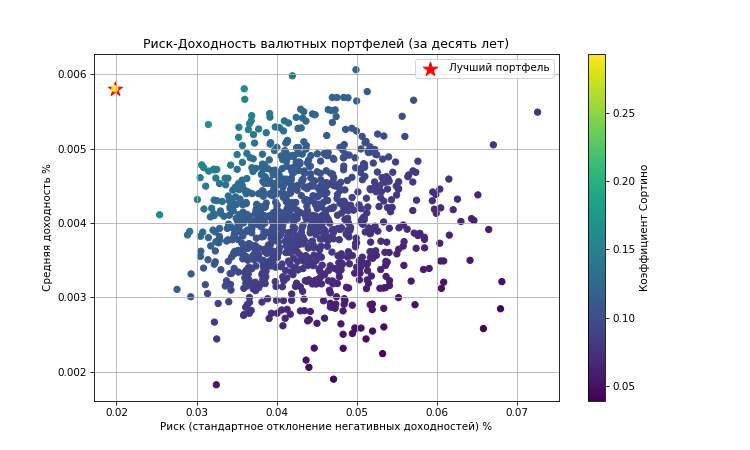 Риск-Доходность валютных портфелей (за десять лет)
Лучший портфель
Средняя доходность %
0.006
0.005
0.004
0.003
0.002
0.02 0.03 0.04 0.05 0.06 0.07
Риск (стандартное отклонение негативных доходностей) %
0.25
0.20
0.15
0.10
0.05
Коэффициент Сортино